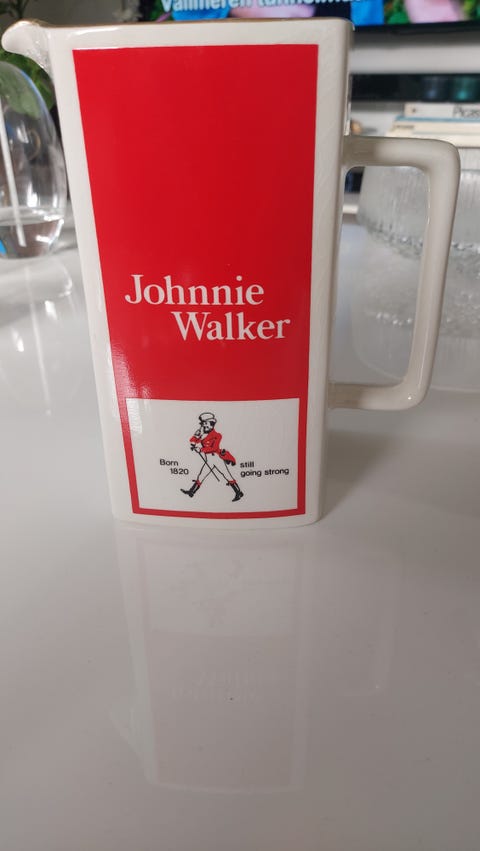 Johnnie
Walker
Born
1820
still
going strong